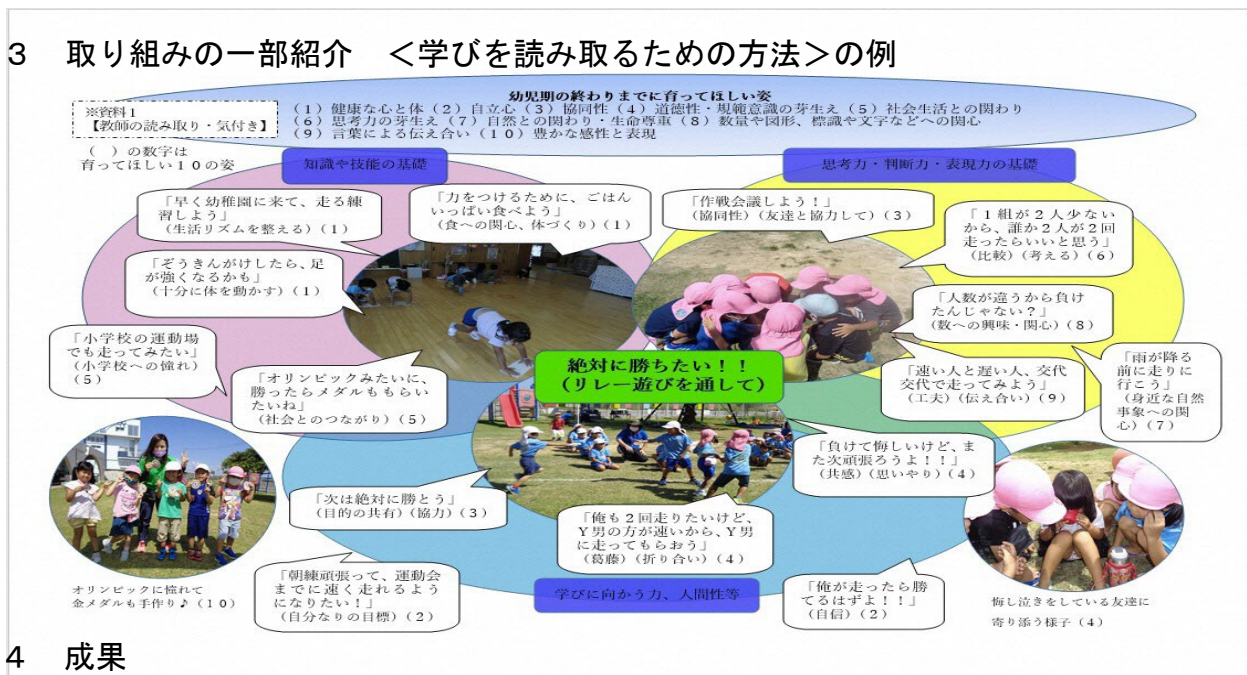 3　取り組みの一部紹介　＜学びを読み取るための方法＞の例
幼児期の終わりまでに育ってほしい姿
※資料1
【教師の読み取り・気付き】
(1) 健康な心と体 (2) 自立心 (3) 協同性 (4) 道徳性・規範意識の芽生え (5) 社会生活との関わり
(6) 思考力の芽生え (7) 自然との関わり・生命尊重 (8) 数量や図形、標識や文字などへの関心
(9) 言葉による伝え合い (10) 豊かな感性と表現
( ) の数字は
育ってほしい10の姿
知識や技能の基礎
思考力・判断力・表現力の基礎
「早く幼稚園に来て、走る練
習しよう」
(生活リズムを整える) (1)
「力をつけるために、ごはん
いっぱい食べよう」
(食への関心、体づくり) (1)
「作戦会議しよう！」
(協同性) (友達と協力して) (3)
「1組が2人少ない
から、誰か2人が2回
走ったらいいと思う」
(比較) (考える) (6)
「ぞうきんがけしたら、足
が強くなるかも」
(十分に体を動かす) (1)
「人数が違うから負け
たんじゃない？」
(数への興味・関心) (8)
「小学校の運動場
でも走ってみたい」
(小学校への憧れ)
(5)
「オリンピックみたいに、
勝ったらメダルももらい
たいね」
(社会とのつながり) (5)
絶対に勝ちたい！！
(リレー遊びを通して)
「速い人と遅い人、交代
交代で走ってみよう」
(工夫) (伝え合い) (9)
「雨が降る
前に走りに
行こう」
(身近な自然
事象への関
心) (7)
「負けて悔しいけど、ま
た次頑張ろうよ！！」
(共感) (思いやり) (4)
「次は絶対に勝とう」
(目的の共有) (協力) (3)
「俺も2回走りたいけど、
Y男の方が速いから、Y男
に走ってもらおう」
(葛藤) (折り合い) (4)
オリンピックに憧れて
金メダルも手作り♪ (10)
「朝練頑張って、運動会
までに速く走れるよう
になりたい！」
(自分なりの目標) (2)
学びに向かう力、人間性等
「俺が走ったら勝
てるはずよ！！」
(自信) (2)
悔し泣きをしている友達に
寄り添う様子 (4)
4　成果